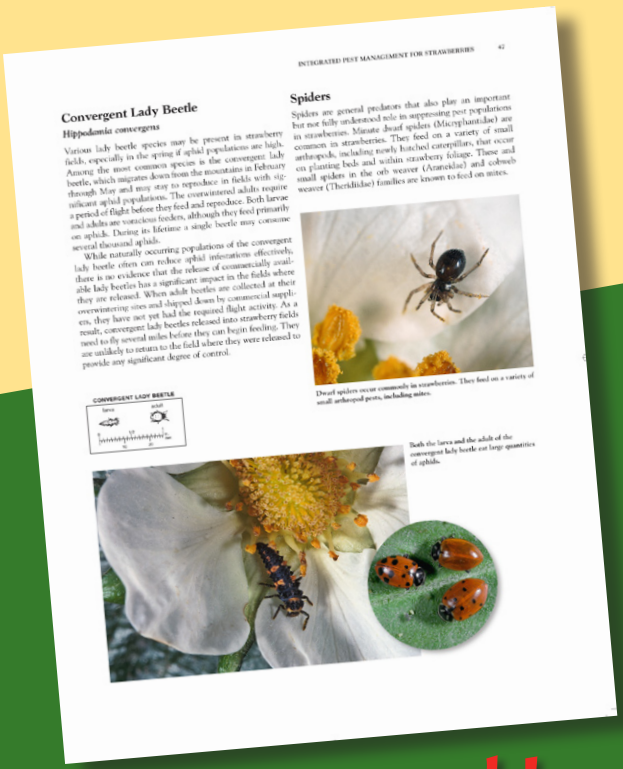 INTEGRATED PEST MANAGEMENT FOR STRAWBERRIES
Convergent Lady Beetle
Hippodamia convergens
Various lady beetle species may be present in strawberry
fields, especially in the spring if aphid populations are high.
Among the most common species is the convergent lady
beetle, which migrates down from the mountains in February
through May and may stay to reproduce in fields with sig-
nificant aphid populations. The overwintered adults require
a period of flight before they feed and reproduce. Both larvae
and adults are voracious feeders, although they feed primarily
on aphids. During its lifetime a single beetle may consume
several thousand aphids.
While naturally occurring populations of the convergent
lady beetle often can reduce aphid infestations effectively,
there is no evidence that the release of commercially avail-
able lady beetles has a significant impact in the fields where
they are released. When adult beetles are collected at their
overwintering sites and shipped down by commercial suppli-
ers, they have not yet had the required flight activity. As a
result, convergent lady beetles released into strawberry fields
need to fly several miles before they can begin feeding. They
are unlikely to return to the field where they were released to
provide any significant degree of control.
CONVERGENT LADY BEETLE
larva adult
Spiders
Spiders are general predators that also play an important
but not fully understood role in suppressing pest populations
in strawberries. Minute dwarf spiders (Micryphantidae) are
common in strawberries. They feed on a variety of small
arthropods, including newly hatched caterpillars, that occur
on planting beds and within strawberry foliage. These and
small spiders in the orb weaver (Araneidae) and cobweb
weaver (Theridiidae) families are known to feed on mites.
Dwarf spiders occur commonly in strawberries. They feed on a variety of
small arthropod pests, including mites.
Both the larva and the adult of the
convergent lady beetle eat large quantities
of aphids.